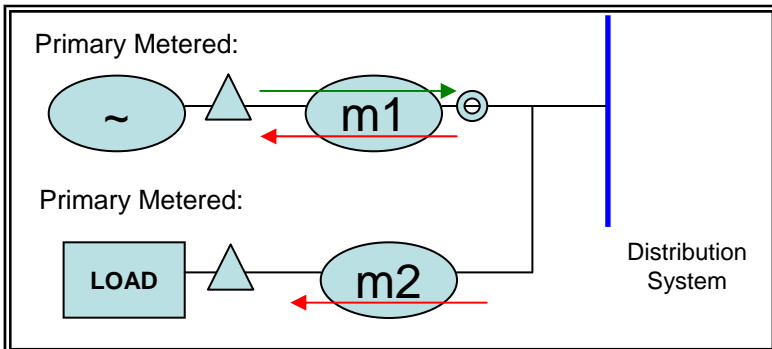 Primary Metered:
~
m1
Primary Metered:
LOAD
m2
Distribution
System